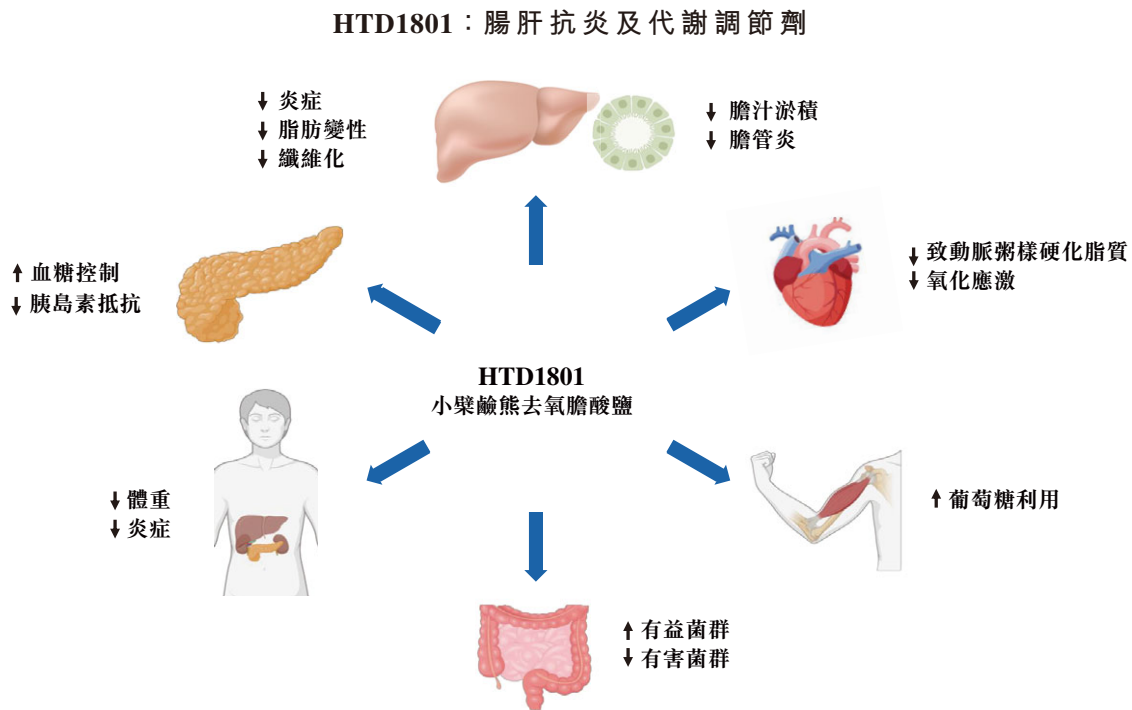 HTD1801：腸肝抗炎及代謝調節劑
↓ 炎症
↓ 脂肪變性
↓ 纖維化
↓ 膽汁淤積
↓ 膽管炎
↑ 血糖控制
↓ 胰島素抵抗
↓ 致動脈粥樣硬化脂質
↓ 氧化應激
HTD1801
小檗鹼熊去氧膽酸鹽
↓ 體重
↓ 炎症
↑ 葡萄糖利用
↑ 有益菌群
↓ 有害菌群